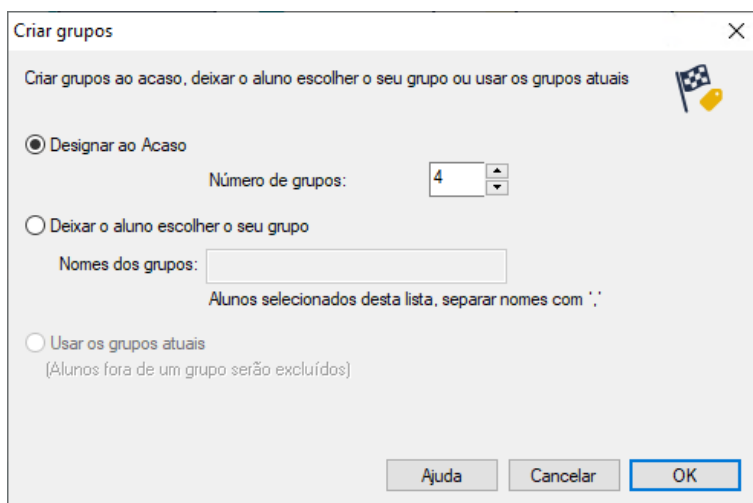 Criar grupos
Criar grupos ao acaso, deixar o aluno escolher o seu grupo ou usar os grupos atuais
Designar ao Acaso
Número de grupos: 4
Deixar o aluno escolher o seu grupo
Nomes dos grupos:
Alunos selecionados desta lista, separar nomes com ','
Usar os grupos atuais
(Alunos fora de um grupo serão excluídos)
Ajuda Cancelar OK